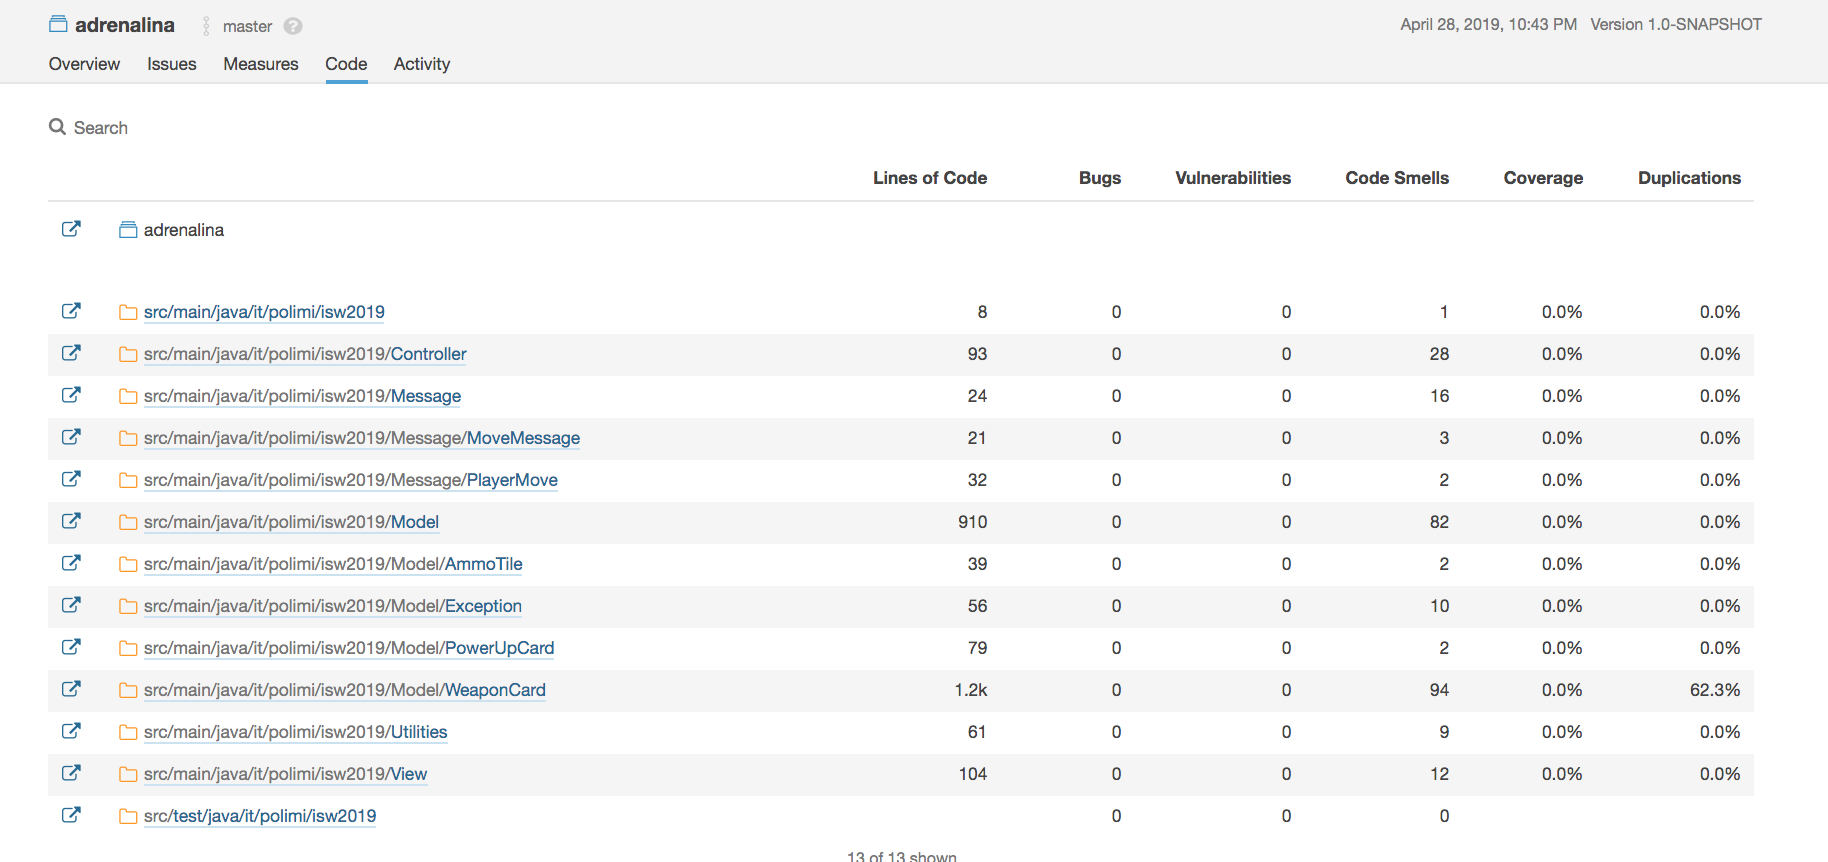 adrenalina master ? April 28, 2019, 10:43 PM Version 1.0-SNAPSHOT
Overview Issues Measures Code Activity
Search
Lines of Code Bugs Vulnerabilities Code Smells Coverage Duplications
adrenalina
src/main/java/it/polimi/isw2019 8 0 0 1 0.0% 0.0%
src/main/java/it/polimi/isw2019/Controller 93 0 0 28 0.0% 0.0%
src/main/java/it/polimi/isw2019/Message 24 0 0 16 0.0% 0.0%
src/main/java/it/polimi/isw2019/Message/MoveMessage 21 0 0 3 0.0% 0.0%
src/main/java/it/polimi/isw2019/Message/PlayerMove 32 0 0 2 0.0% 0.0%
src/main/java/it/polimi/isw2019/Model 910 0 0 82 0.0% 0.0%
src/main/java/it/polimi/isw2019/Model/AmmoTile 39 0 0 2 0.0% 0.0%
src/main/java/it/polimi/isw2019/Model/Exception 56 0 0 10 0.0% 0.0%
src/main/java/it/polimi/isw2019/Model/PowerUpCard 79 0 0 2 0.0% 0.0%
src/main/java/it/polimi/isw2019/Model/WeaponCard 1.2k 0 0 94 0.0% 62.3%
src/main/java/it/polimi/isw2019/Utilities 61 0 0 9 0.0% 0.0%
src/main/java/it/polimi/isw2019/View 104 0 0 12 0.0% 0.0%
src/test/java/it/polimi/isw2019 0 0 0
13 of 13 shown